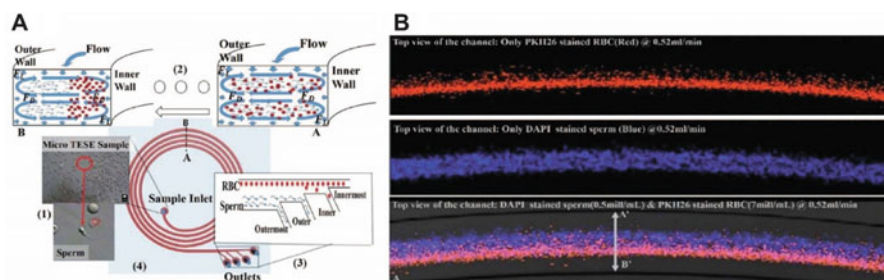 A
B
Outer Wall
Flow
Inner Wall
(2)
Outer Wall
Flow
Inner Wall
B
A
B
A
Micro TESE Sample
(1)
Sperm
Sample Inlet
(4)
RBC
Sperm
Innermost
Inner
Outer
Outermost
Outlets
(3)
Top view of the channel: Only PKH26 stained RBC(Red) @ 0.52ml/min
Top view of the channel: Only DAPI stained sperm (Blue) @0.52ml/min
Top view of the channel: DAPI stained sperm(0.5mill/mL) & PKH26 stained RBC(7mill/mL) @ 0.52ml/min
A'
B'